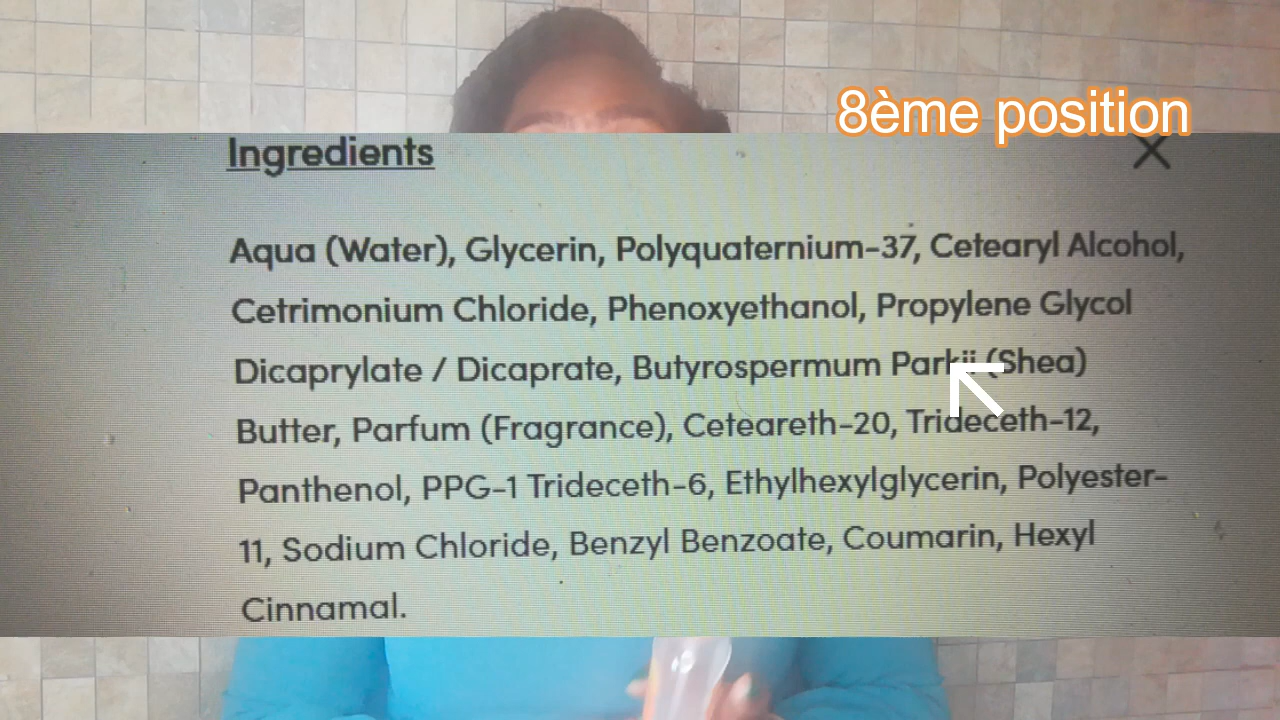 8ème position
Ingredients
Aqua (Water), Glycerin, Polyquaternium-37, Cetearyl Alcohol,
Cetrimonium Chloride, Phenoxyethanol, Propylene Glycol
Dicaprylate / Dicaprate, Butyrospermum Parkii (Shea)
Butter, Parfum (Fragrance), Ceteareth-20, Trideceth-12,
Panthenol, PPG-1 Trideceth-6, Ethylhexylglycerin, Polyester-
11, Sodium Chloride, Benzyl Benzoate, Coumarin, Hexyl
Cinnamal.